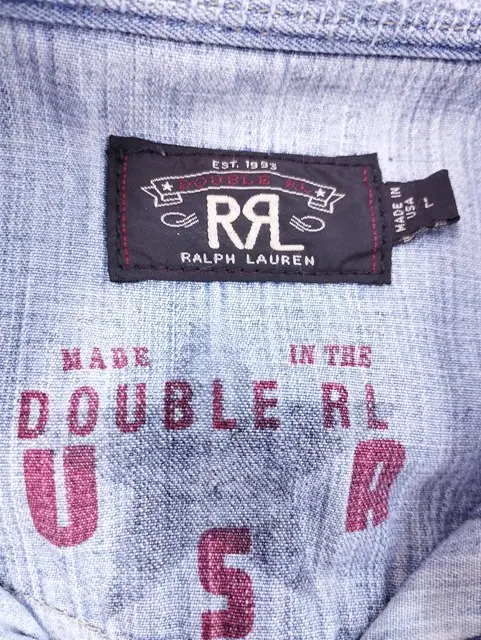 EST. 1993
DOUBLE RL
RRL
RALPH LAUREN
MADE IN
USA
L
MADE IN THE
DOUBLE RL
U R
S